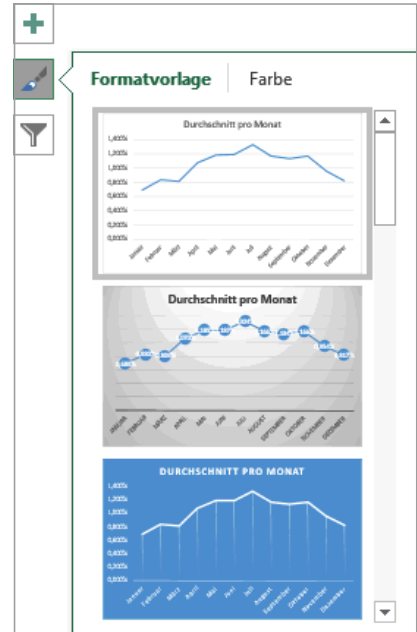 Formatvorlage Farbe
Durchschnitt pro Monat
1,400%
1,200%
1,000%
0,800%
0,600%
0,400%
0,200%
0,000%
Januar Februar März April Mai Juni Juli August September Oktober November Dezember
Durchschnitt pro Monat
JANUAR FEBRUAR MÄRZ APRIL MAI JUNI JULI AUGUST SEPTEMBER OKTOBER NOVEMBER DEZEMBER
DURCHSCHNITT PRO MONAT
1,400%
1,200%
1,000%
0,800%
0,600%
0,400%
0,200%
0,000%
Januar Februar März April Mai Juni Juli August September Oktober November Dezember